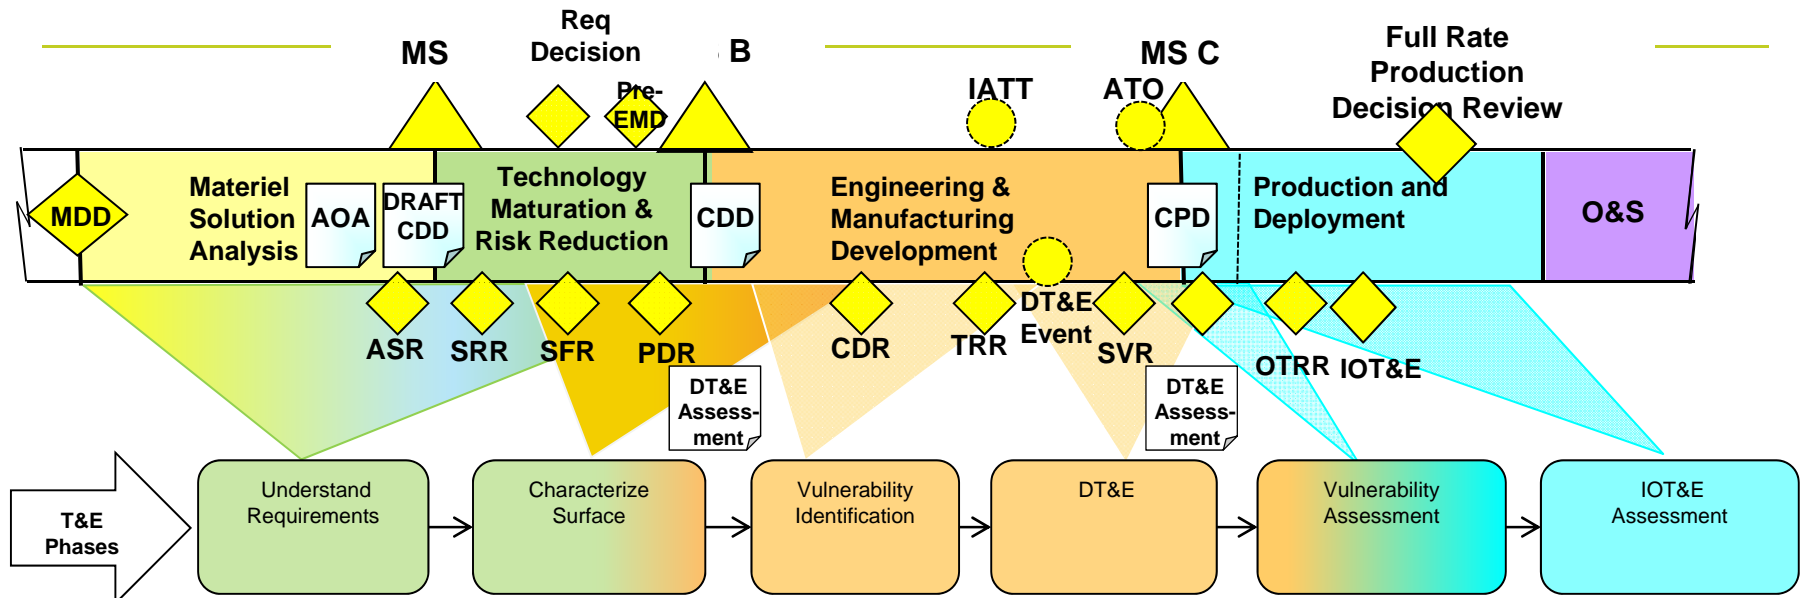 MS
Req
Decision
Pre-
EMD
B
IATT
ATO
MS C
Full Rate
Production
Decision Review
MDD
Materiel
Solution
Analysis
AOA
DRAFT
CDD
Technology
Maturation &
Risk Reduction
CDD
Engineering &
Manufacturing
Development
CPD
Production and
Deployment
O&S
ASR
SRR
SFR
PDR
CDR
TRR
DT&E
Event
SVR
OTRR
IOT&E
DT&E
Assess-
ment
DT&E
Assess-
ment
T&E
Phases
Understand
Requirements
Characterize
Surface
Vulnerability
Identification
DT&E
Vulnerability
Assessment
IOT&E
Assessment